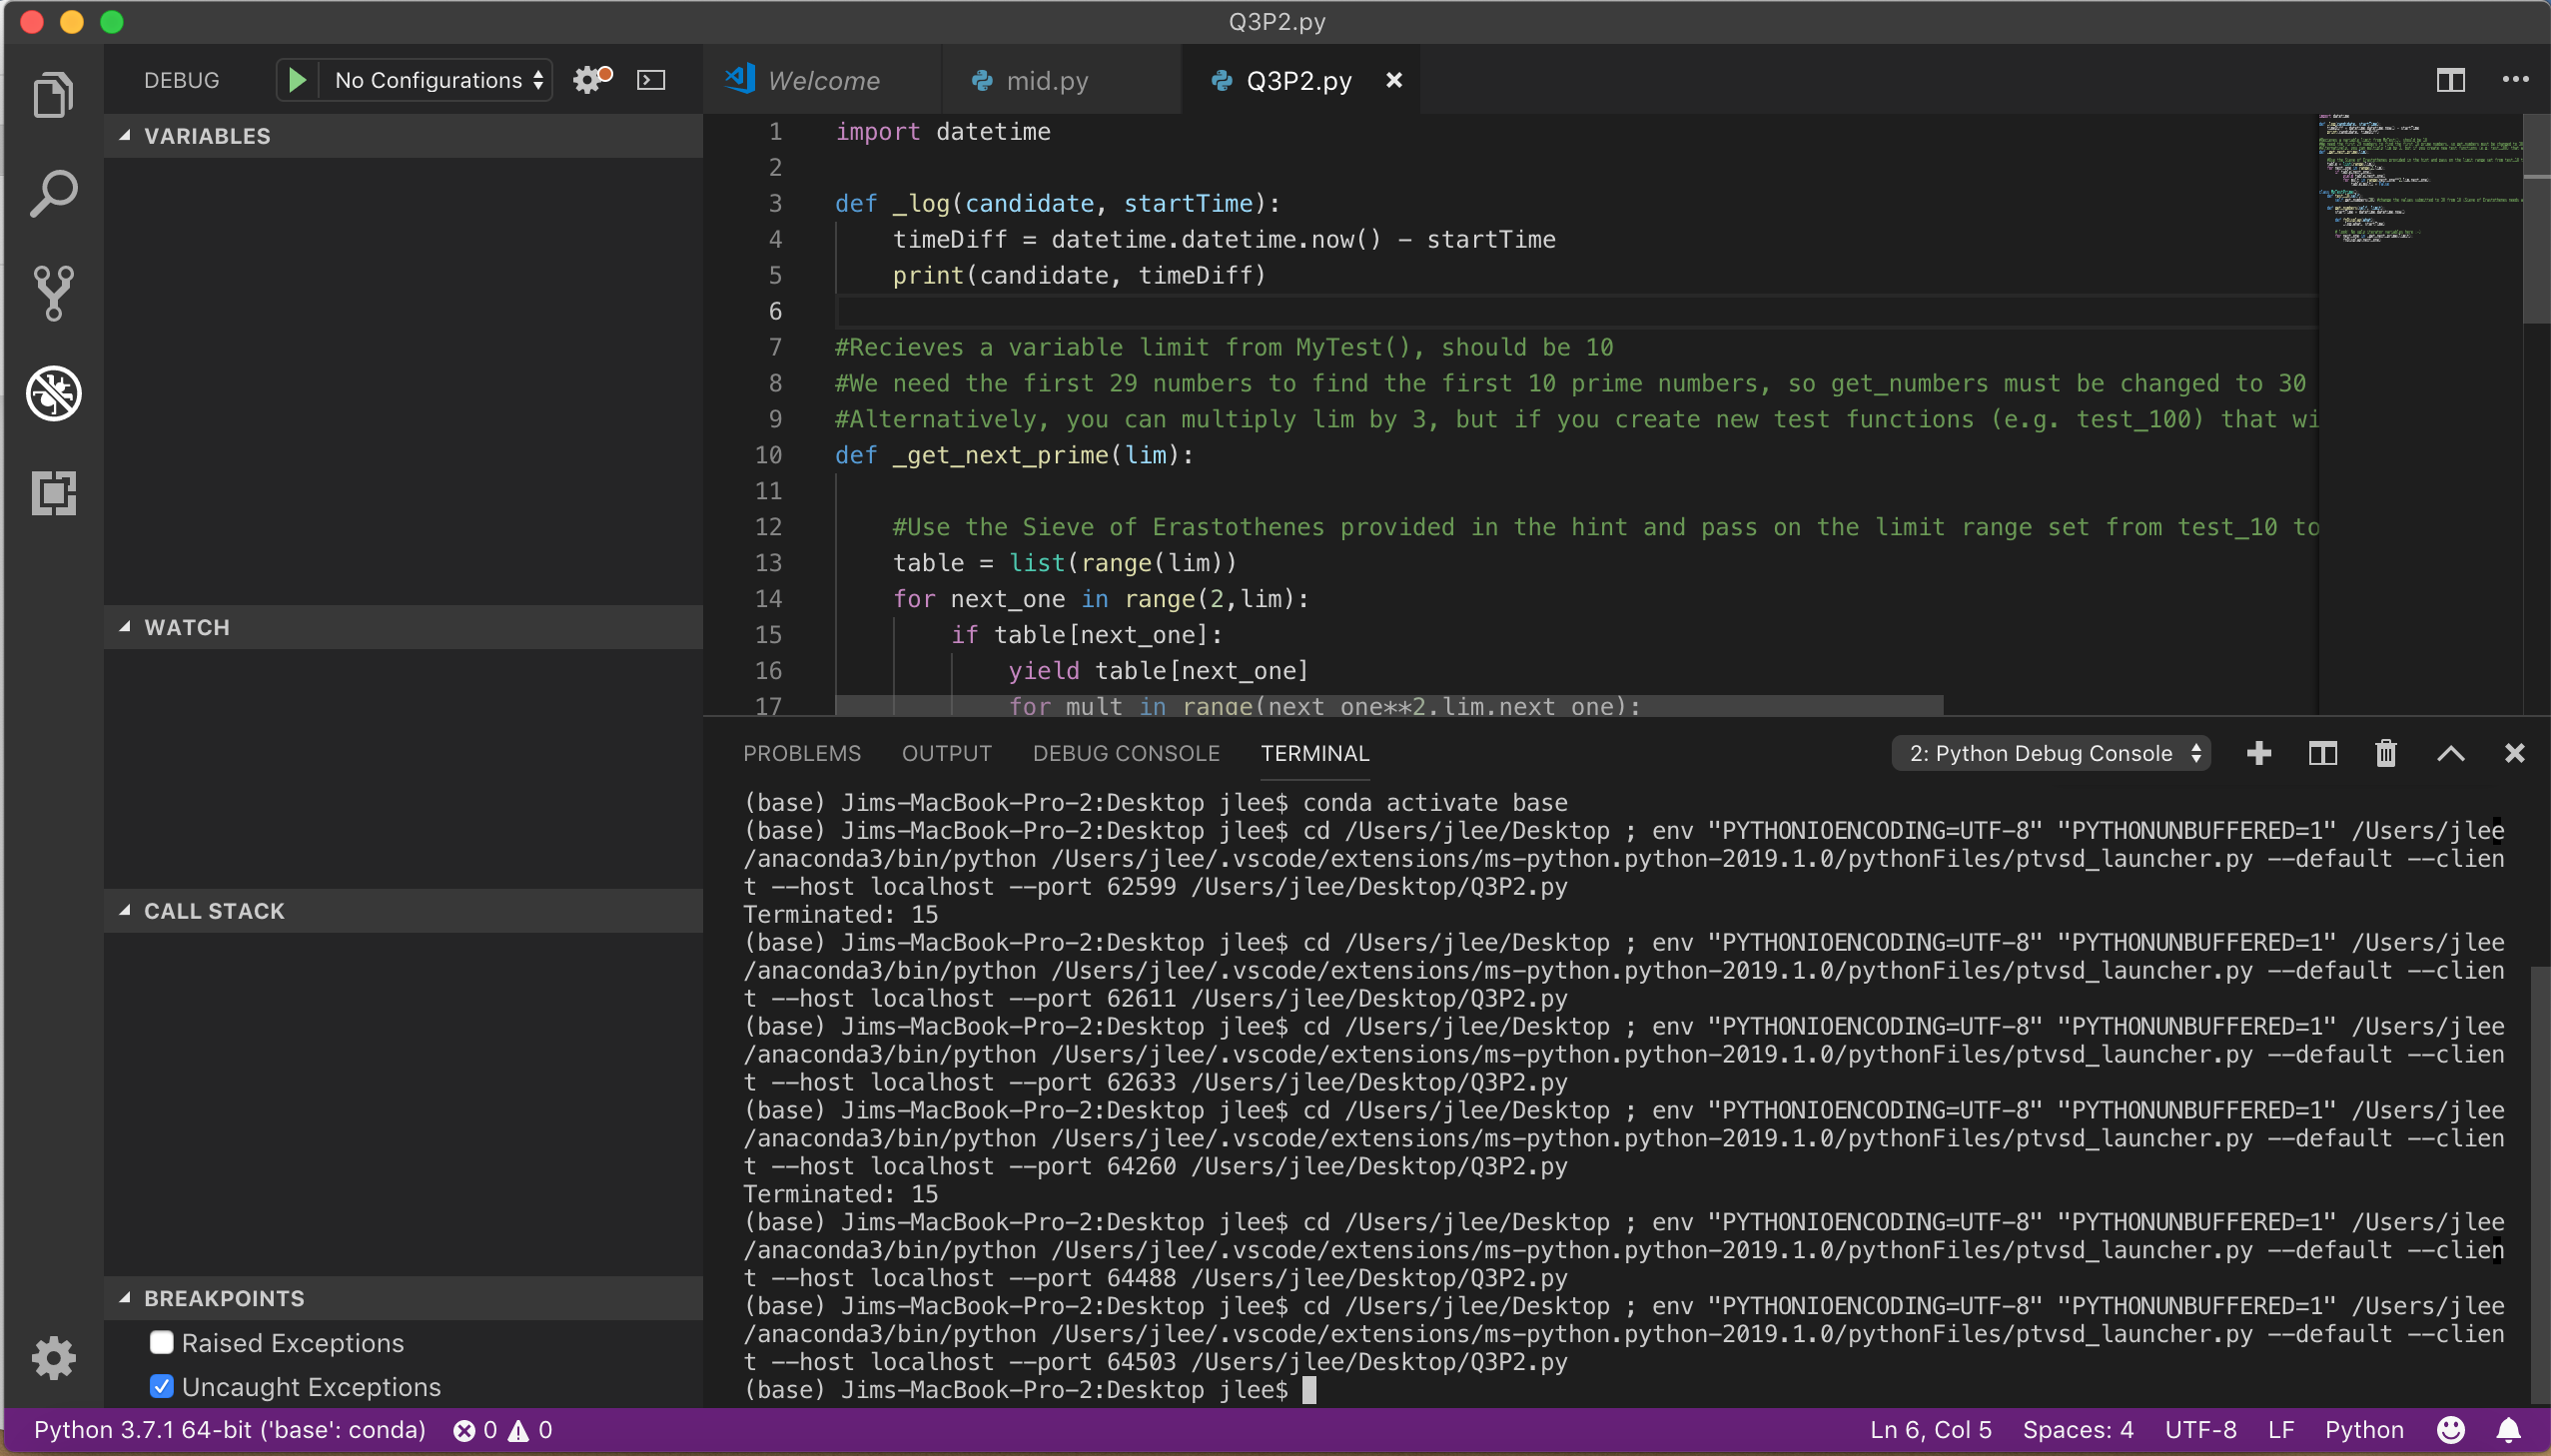 Q3P2.py
DEBUG
No Configurations
Welcome
mid.py
Q3P2.py
VARIABLES
WATCH
CALL STACK
BREAKPOINTS
Raised Exceptions
Uncaught Exceptions
1 import datetime
2
3 def _log(candidate, startTime):
4 timeDiff = datetime.datetime.now() - startTime
5 print(candidate, timeDiff)
6
7 #Recieves a variable limit from MyTest(), should be 10
8 #We need the first 29 numbers to find the first 10 prime numbers, so get_numbers must be changed to 30
9 #Alternatively, you can multiply lim by 3, but if you create new test functions (e.g. test_100) that wi
10 def _get_next_prime(lim):
11
12 #Use the Sieve of Erastothenes provided in the hint and pass on the limit range set from test_10 to
13 table = list(range(lim))
14 for next_one in range(2,lim):
15 if table[next_one]:
16 yield table[next_one]
17 for mult in range(next_one**2,lim,next_one):
PROBLEMS
OUTPUT
DEBUG CONSOLE
TERMINAL
2: Python Debug Console
(base) Jims-MacBook-Pro-2:Desktop jlee$ conda activate base
(base) Jims-MacBook-Pro-2:Desktop jlee$ cd /Users/jlee/Desktop ; env "PYTHONIOENCODING=UTF-8" "PYTHONUNBUFFERED=1" /Users/jlee
/anaconda3/bin/python /Users/jlee/.vscode/extensions/ms-python.python-2019.1.0/pythonFiles/ptvsd_launcher.py --default --clien
t --host localhost --port 62599 /Users/jlee/Desktop/Q3P2.py
Terminated: 15
(base) Jims-MacBook-Pro-2:Desktop jlee$ cd /Users/jlee/Desktop ; env "PYTHONIOENCODING=UTF-8" "PYTHONUNBUFFERED=1" /Users/jlee
/anaconda3/bin/python /Users/jlee/.vscode/extensions/ms-python.python-2019.1.0/pythonFiles/ptvsd_launcher.py --default --clien
t --host localhost --port 62611 /Users/jlee/Desktop/Q3P2.py
(base) Jims-MacBook-Pro-2:Desktop jlee$ cd /Users/jlee/Desktop ; env "PYTHONIOENCODING=UTF-8" "PYTHONUNBUFFERED=1" /Users/jlee
/anaconda3/bin/python /Users/jlee/.vscode/extensions/ms-python.python-2019.1.0/pythonFiles/ptvsd_launcher.py --default --clien
t --host localhost --port 62633 /Users/jlee/Desktop/Q3P2.py
(base) Jims-MacBook-Pro-2:Desktop jlee$ cd /Users/jlee/Desktop ; env "PYTHONIOENCODING=UTF-8" "PYTHONUNBUFFERED=1" /Users/jlee
/anaconda3/bin/python /Users/jlee/.vscode/extensions/ms-python.python-2019.1.0/pythonFiles/ptvsd_launcher.py --default --clien
t --host localhost --port 64260 /Users/jlee/Desktop/Q3P2.py
Terminated: 15
(base) Jims-MacBook-Pro-2:Desktop jlee$ cd /Users/jlee/Desktop ; env "PYTHONIOENCODING=UTF-8" "PYTHONUNBUFFERED=1" /Users/jlee
/anaconda3/bin/python /Users/jlee/.vscode/extensions/ms-python.python-2019.1.0/pythonFiles/ptvsd_launcher.py --default --clien
t --host localhost --port 64488 /Users/jlee/Desktop/Q3P2.py
(base) Jims-MacBook-Pro-2:Desktop jlee$ cd /Users/jlee/Desktop ; env "PYTHONIOENCODING=UTF-8" "PYTHONUNBUFFERED=1" /Users/jlee
/anaconda3/bin/python /Users/jlee/.vscode/extensions/ms-python.python-2019.1.0/pythonFiles/ptvsd_launcher.py --default --clien
t --host localhost --port 64503 /Users/jlee/Desktop/Q3P2.py
(base) Jims-MacBook-Pro-2:Desktop jlee$
Python 3.7.1 64-bit ('base': conda) 0 0 Ln 6, Col 5 Spaces: 4 UTF-8 LF Python